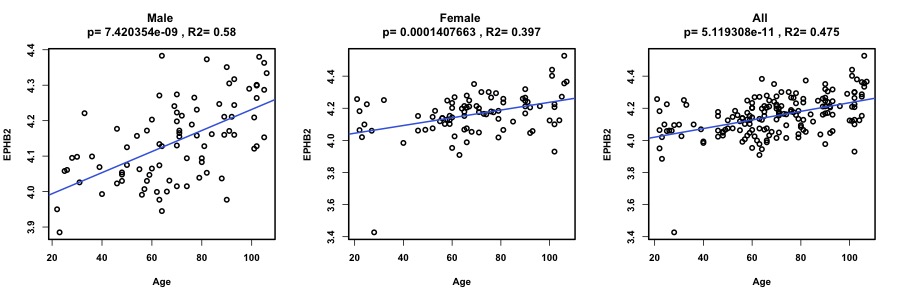 Male
p= 7.420354e-09 , R2= 0.58
EPHB2
4.4
4.3
4.2
4.1
4.0
3.9
20 40 60 80 100
Age
Female
p= 0.0001407663 , R2= 0.397
EPHB2
4.4
4.2
4.0
3.8
3.6
3.4
20 40 60 80 100
Age
All
p= 5.119308e-11 , R2= 0.475
EPHB2
4.4
4.2
4.0
3.8
3.6
3.4
20 40 60 80 100
Age